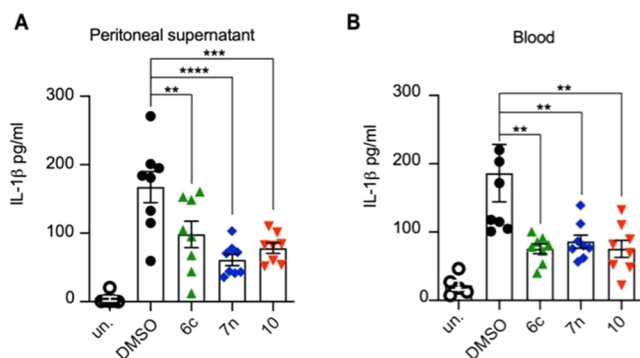 A
Peritoneal supernatant
***
****
**
300
200
100
0
IL-1β pg/ml
un.
DMSO
6c
7n
10
B
Blood
**
**
**
300
200
100
0
IL-1β pg/ml
un.
DMSO
6c
7n
10